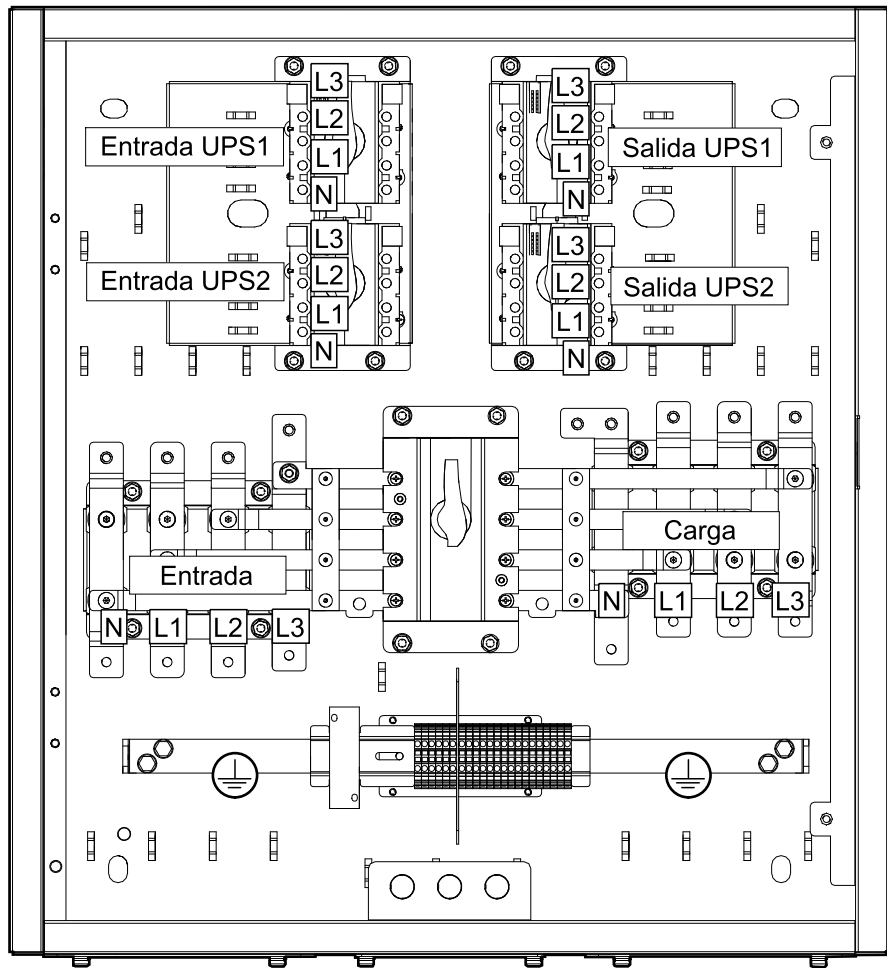 L3
L2
Entrada UPS1
L1
N
L3
L2
Salida UPS1
L1
N
L3
L2
Entrada UPS2
L1
N
L3
L2
Salida UPS2
L1
N
Entrada
N L1 L2 L3
Carga
N L1 L2 L3